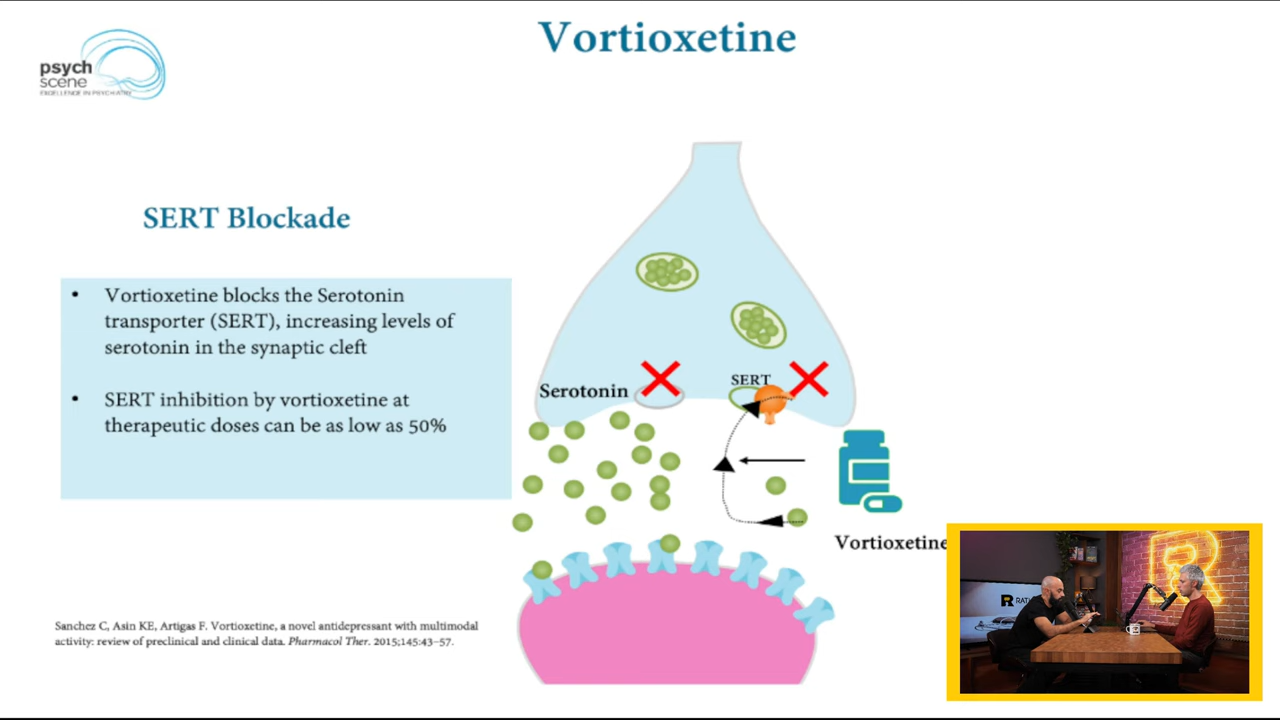 Vortioxetine
psych
scene
EXCELLENCE IN PSYCHIATRY
SERT Blockade
• Vortioxetine blocks the Serotonin
transporter (SERT), increasing levels of
serotonin in the synaptic cleft
• SERT inhibition by vortioxetine at
therapeutic doses can be as low as 50%
Serotonin
SERT
Vortioxetine
Sanchez C, Asin KE, Artigas F. Vortioxetine, a novel antidepressant with multimodal
activity: review of preclinical and clinical data. Pharmacol Ther. 2015;145:43–57.
R